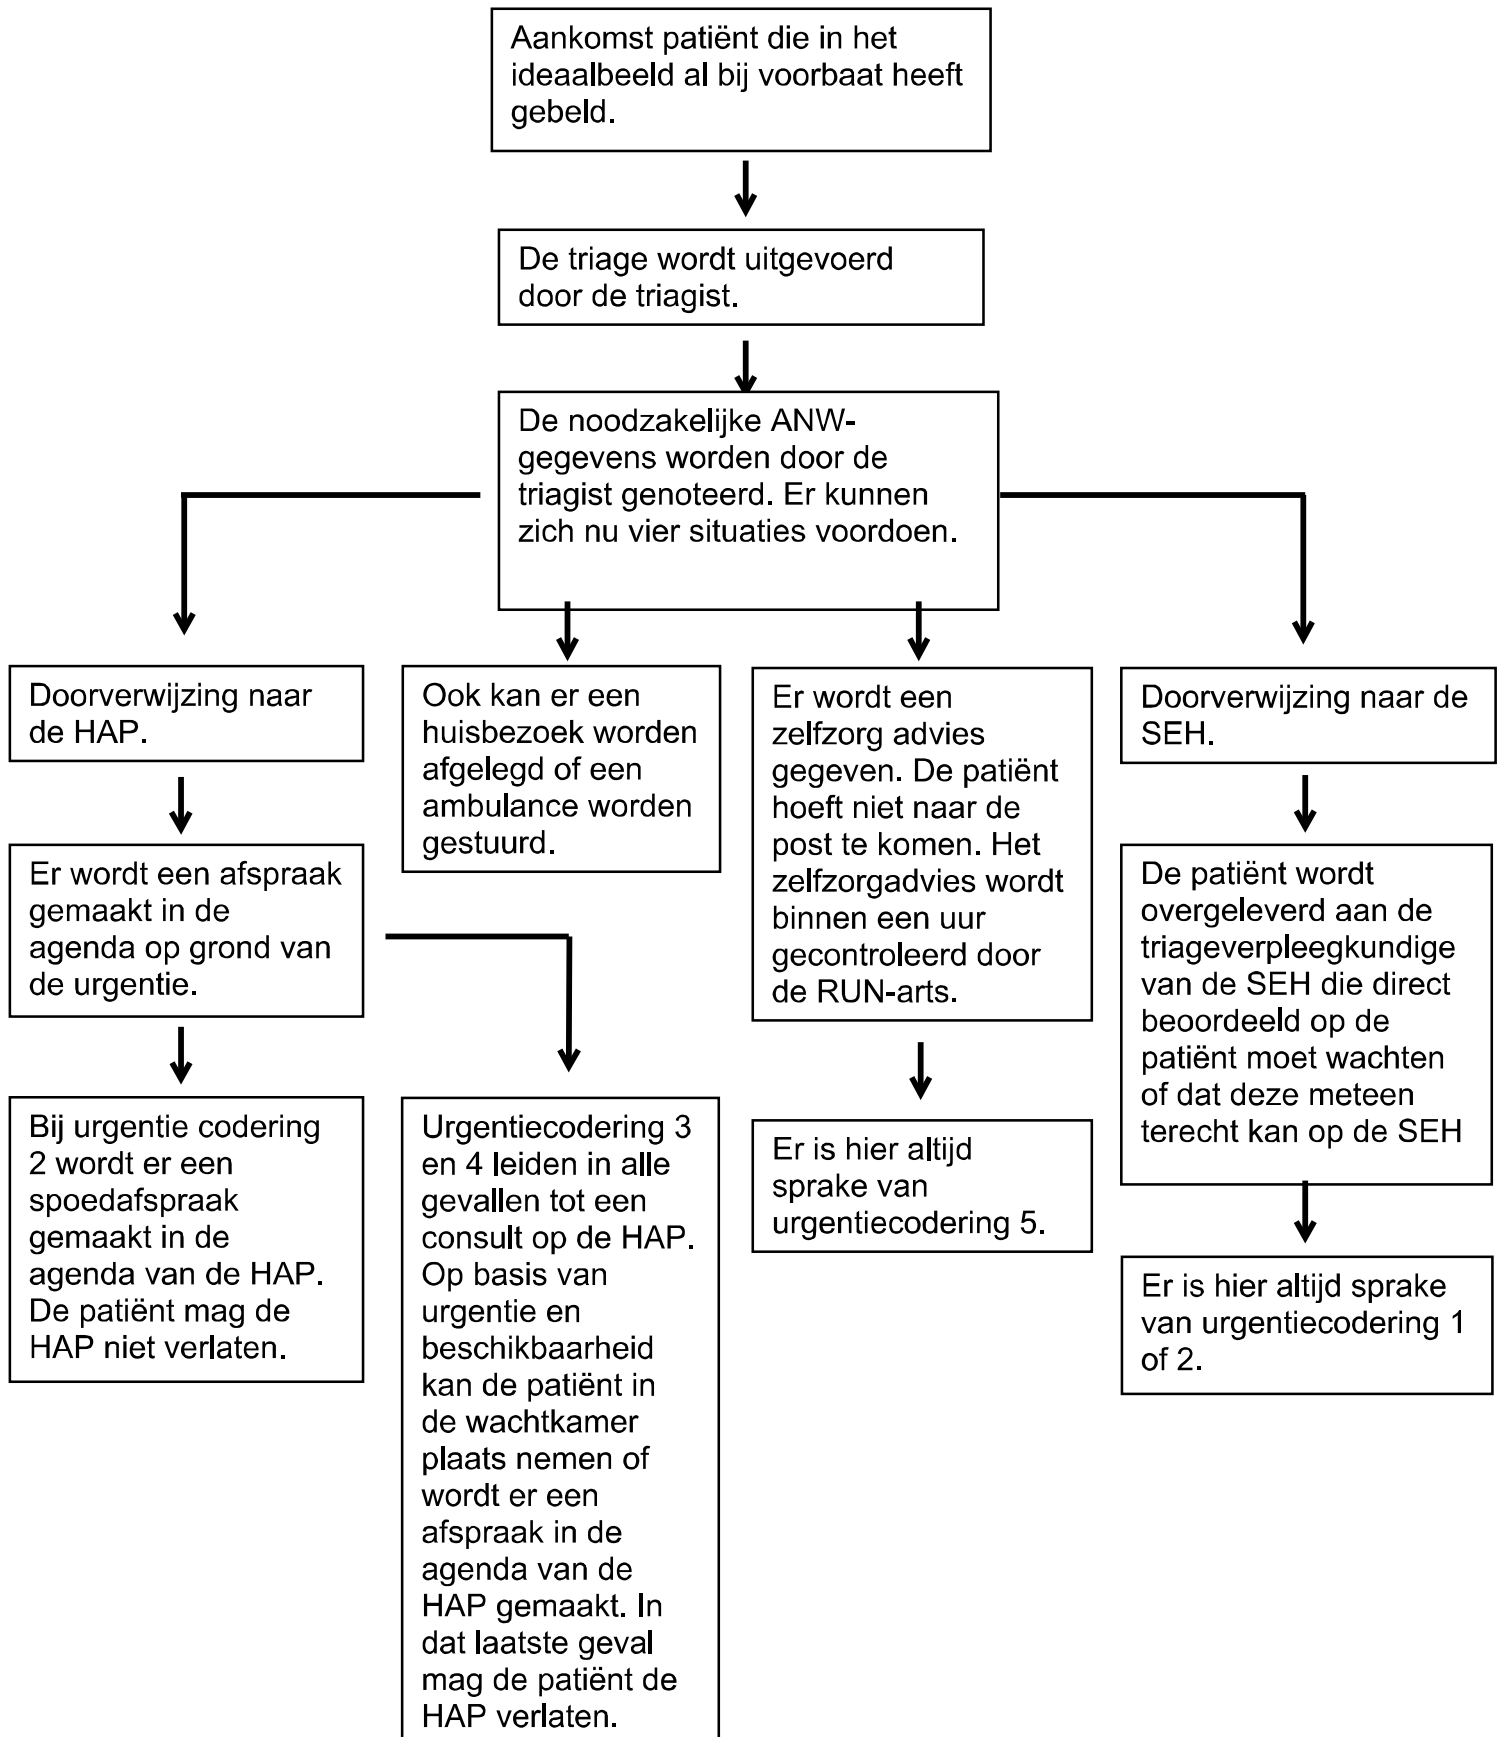 Aankomst patiënt die in het
ideaalbeeld al bij voorbaat heeft
gebeld.
De triage wordt uitgevoerd
door de triagist.
De noodzakelijke ANW-
gegevens worden door de
triagist genoteerd. Er kunnen
zich nu vier situaties voordoen.
Doorverwijzing naar
de HAP.
Ook kan er een
huisbezoek worden
afgelegd of een
ambulance worden
gestuurd.
Er wordt een
zelfzorg advies
gegeven. De patiënt
hoeft niet naar de
post te komen. Het
zelfzorgadvies wordt
binnen een uur
gecontroleerd door
de RUN-arts.
Doorverwijzing naar de
SEH.
Er wordt een afspraak
gemaakt in de
agenda op grond van
de urgentie.
De patiënt wordt
overgeleverd aan de
triageverpleegkundige
van de SEH die direct
beoordeeld op de
patiënt moet wachten
of dat deze meteen
terecht kan op de SEH
Bij urgentie codering
2 wordt er een
spoedafspraak
gemaakt in de
agenda van de HAP.
De patiënt mag de
HAP niet verlaten.
Urgentiecodering 3
en 4 leiden in alle
gevallen tot een
consult op de HAP.
Op basis van
urgentie en
beschikbaarheid
kan de patiënt in
de wachtkamer
plaats nemen of
wordt er een
afspraak in de
agenda van de
HAP gemaakt. In
dat laatste geval
mag de patiënt de
HAP verlaten.
Er is hier altijd
sprake van
urgentiecodering 5.
Er is hier altijd sprake
van urgentiecodering 1
of 2.